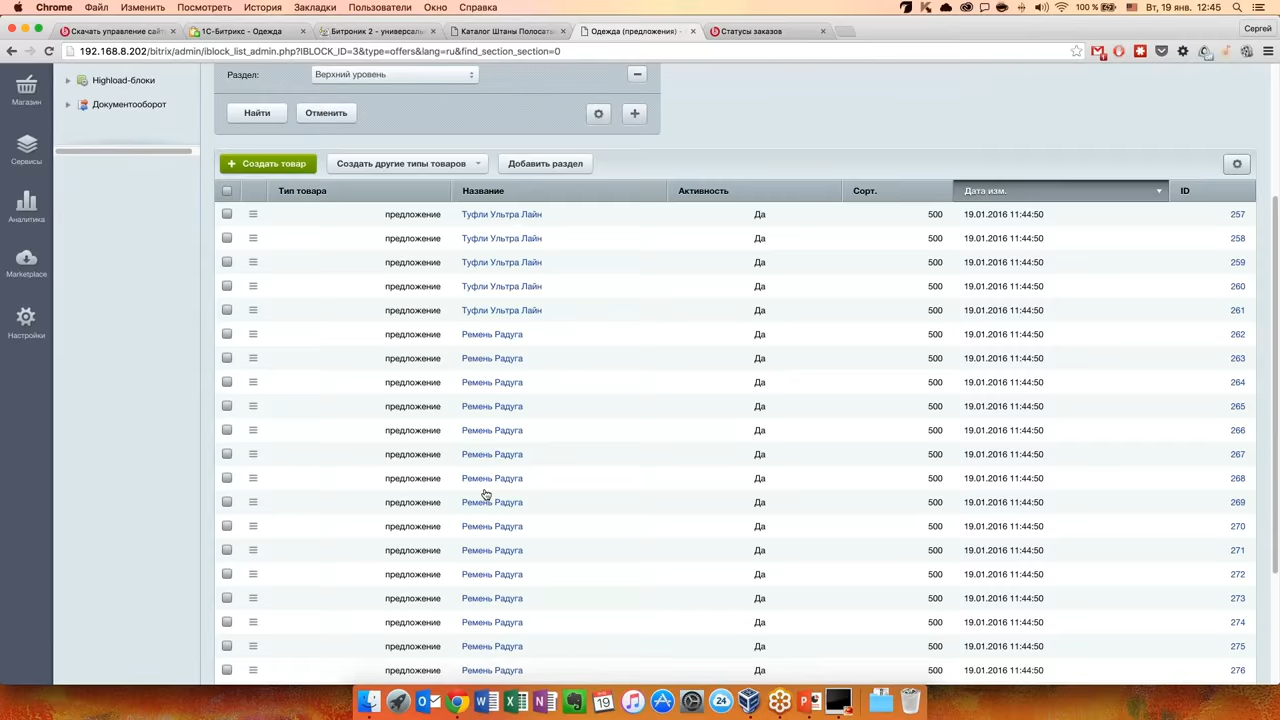 Chrome Файл Изменить Посмотреть История Закладки Пользователи Окно Справка 100 % Вт, 19 янв. 12:45
Скачать управление сайт 1С-Битрикс - Одежда Битроник 2 - универсаль Каталог Штаны Полосаты Одежда (предложения) - Статусы заказов Сергей
192.168.8.202/bitrix/admin/iblock_list_admin.php?IBLOCK_ID=3&type=offers&lang=ru&find_section_section=0
Магазин
Сервисы
Аналитика
Marketplace
Настройки
Highload-блоки
Документооборот
Раздел: Верхний уровень
Найти Отменить
Создать товар Создать другие типы товаров Добавить раздел
Тип товара Название Активность Сорт. Дата изм. ID
предложение Туфли Ультра Лайн Да 500 19.01.2016 11:44:50 257
предложение Туфли Ультра Лайн Да 500 19.01.2016 11:44:50 258
предложение Туфли Ультра Лайн Да 500 19.01.2016 11:44:50 259
предложение Туфли Ультра Лайн Да 500 19.01.2016 11:44:50 260
предложение Туфли Ультра Лайн Да 500 19.01.2016 11:44:50 261
предложение Ремень Радуга Да 500 19.01.2016 11:44:50 262
предложение Ремень Радуга Да 500 19.01.2016 11:44:50 263
предложение Ремень Радуга Да 500 19.01.2016 11:44:50 264
предложение Ремень Радуга Да 500 19.01.2016 11:44:50 265
предложение Ремень Радуга Да 500 19.01.2016 11:44:50 266
предложение Ремень Радуга Да 500 19.01.2016 11:44:50 267
предложение Ремень Радуга Да 500 19.01.2016 11:44:50 268
предложение Ремень Радуга Да 500 19.01.2016 11:44:50 269
предложение Ремень Радуга Да 500 19.01.2016 11:44:50 270
предложение Ремень Радуга Да 500 19.01.2016 11:44:50 271
предложение Ремень Радуга Да 500 19.01.2016 11:44:50 272
предложение Ремень Радуга Да 500 19.01.2016 11:44:50 273
предложение Ремень Радуга Да 500 19.01.2016 11:44:50 274
предложение Ремень Радуга Да 500 19.01.2016 11:44:50 275
предложение Ремень Радуга Да 500 19.01.2016 11:44:50 276
19 24